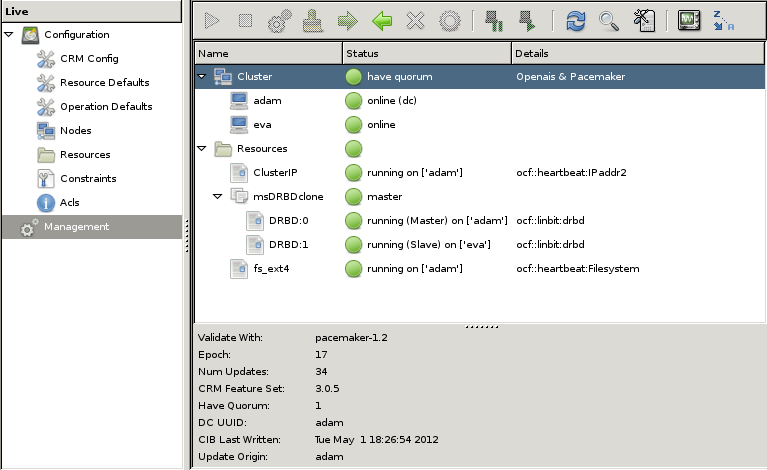 Live
Configuration
CRM Config
Resource Defaults
Operation Defaults
Nodes
Resources
Constraints
Acls
Management
Name Status Details
Cluster have quorum Openais & Pacemaker
adam online (dc)
eva online
Resources
ClusterIP running on ['adam'] ocf::heartbeat:IPaddr2
msDRBDclone master
DRBD:0 running (Master) on ['adam'] ocf::linbit:drbd
DRBD:1 running (Slave) on ['eva'] ocf::linbit:drbd
fs_ext4 running on ['adam'] ocf::heartbeat:Filesystem
Validate With: pacemaker-1.2
Epoch: 17
Num Updates: 34
CRM Feature Set: 3.0.5
Have Quorum: 1
DC UUID: adam
CIB Last Written: Tue May  1 18:26:54 2012
Update Origin: adam